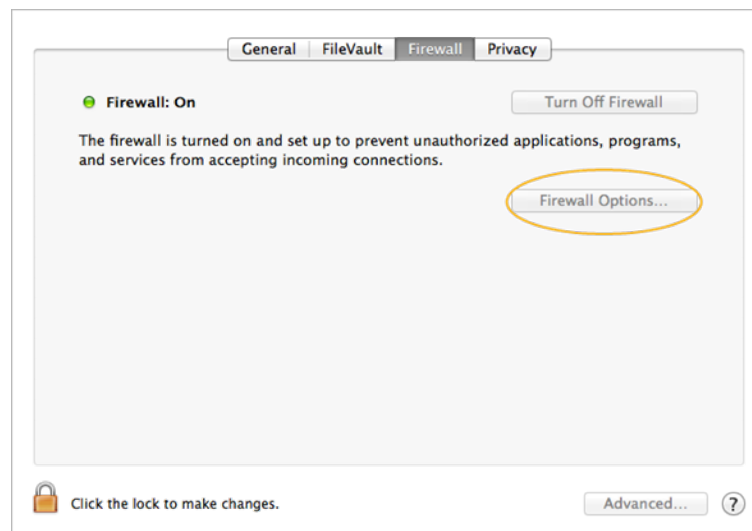 General FileVault Firewall Privacy
Firewall: On Turn Off Firewall
The firewall is turned on and set up to prevent unauthorized applications, programs,
and services from accepting incoming connections.
Firewall Options...
Click the lock to make changes. Advanced... ?